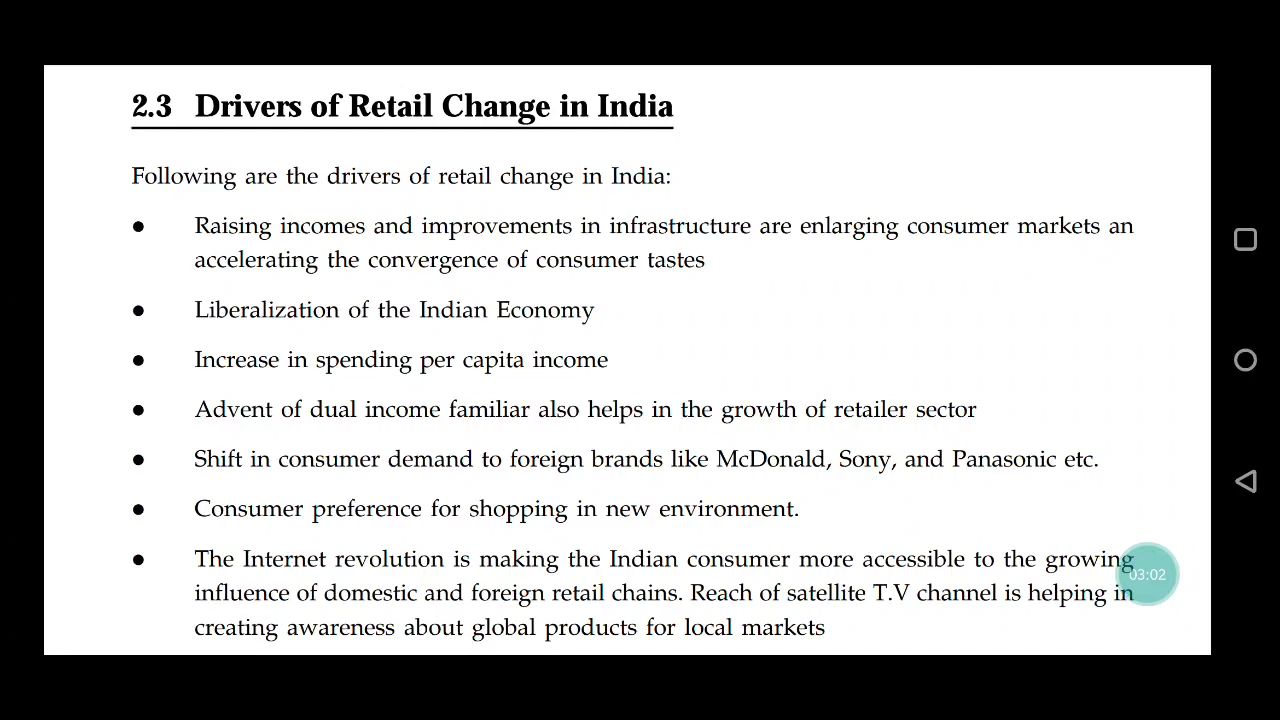 2.3 Drivers of Retail Change in India
Following are the drivers of retail change in India:
● Raising incomes and improvements in infrastructure are enlarging consumer markets an
accelerating the convergence of consumer tastes
● Liberalization of the Indian Economy
● Increase in spending per capita income
● Advent of dual income familiar also helps in the growth of retailer sector
● Shift in consumer demand to foreign brands like McDonald, Sony, and Panasonic etc.
● Consumer preference for shopping in new environment.
● The Internet revolution is making the Indian consumer more accessible to the growing
influence of domestic and foreign retail chains. Reach of satellite T.V channel is helping in
creating awareness about global products for local markets
03:02